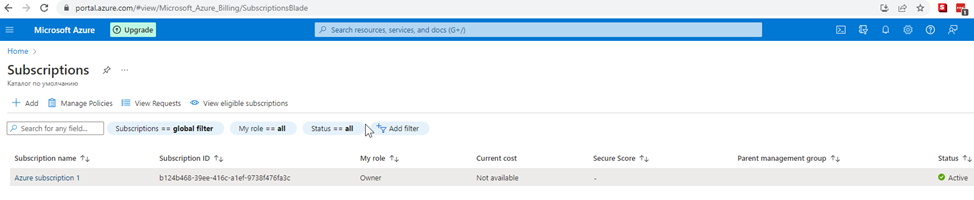 portal.azure.com/#view/Microsoft_Azure_Billing/SubscriptionsBlade
Microsoft Azure Upgrade Search resources, services, and docs (G+/)
Home >
Subscriptions ...
Каталог по умолчанию
+ Add Manage Policies View Requests View eligible subscriptions
Search for any field... Subscriptions == global filter My role == all Status == all Add filter
Subscription name ↑↓ Subscription ID ↑↓ My role ↑↓ Current cost Secure Score ↑↓ Parent management group ↑↓ Status ↑↓
Azure subscription 1 b124b468-39ee-416c-a1ef-9738f476fa3c Owner Not available - Active